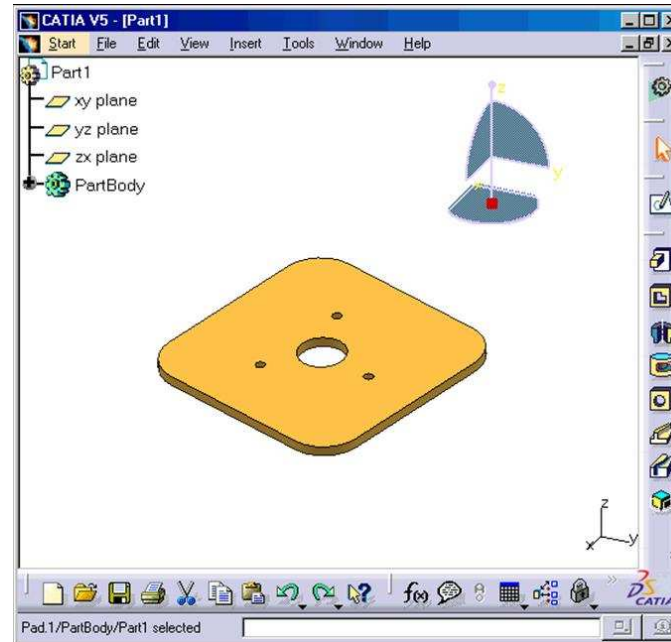 CATIA V5 - [Part1]
Start File Edit View Insert Tools Window Help
Part1
xy plane
yz plane
zx plane
PartBody
z
y
x
z
x
y
f(x)
CATIA
Pad.1/PartBody/Part1 selected